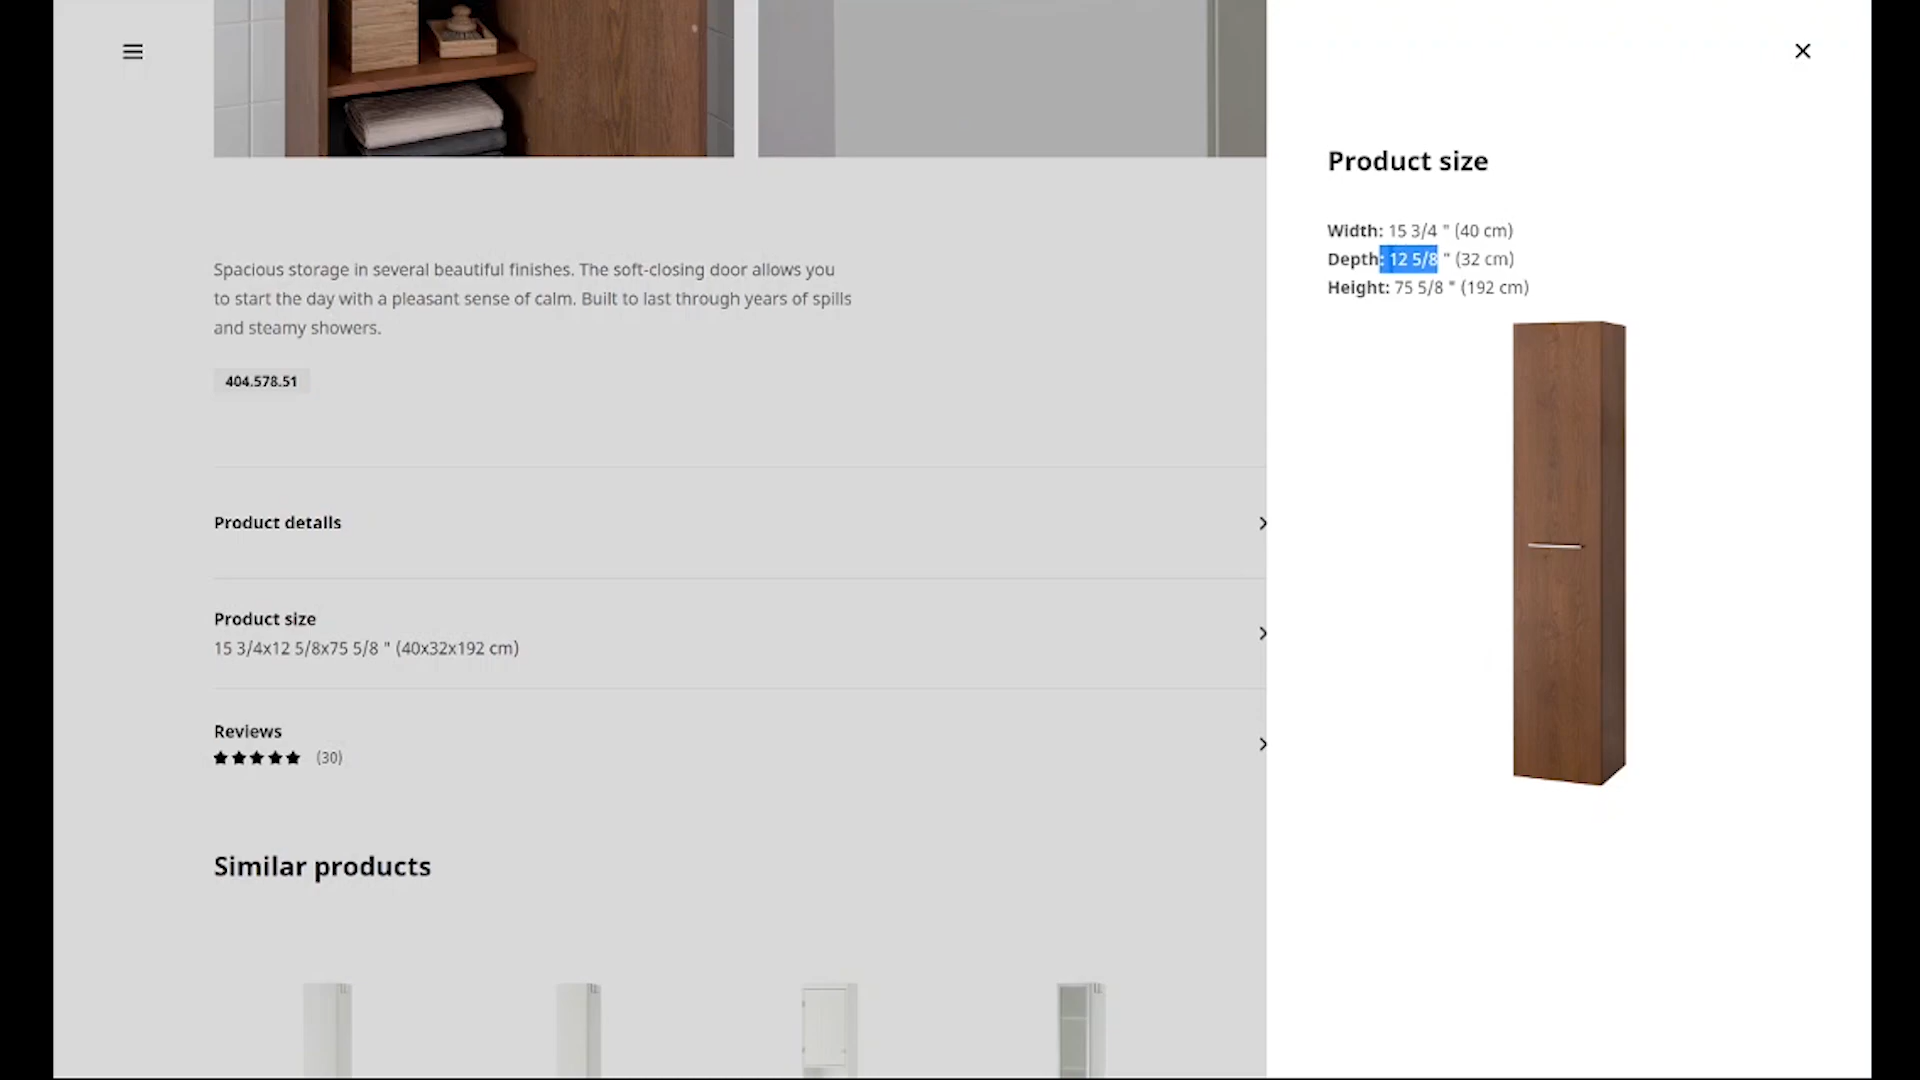 Spacious storage in several beautiful finishes. The soft-closing door allows you
to start the day with a pleasant sense of calm. Built to last through years of spills
and steamy showers.
404.578.51
Product details
Product size
15 3/4x12 5/8x75 5/8 " (40x32x192 cm)
Reviews
(30)
Similar products
Product size
Width: 15 3/4 " (40 cm)
Depth: 12 5/8 " (32 cm)
Height: 75 5/8 " (192 cm)